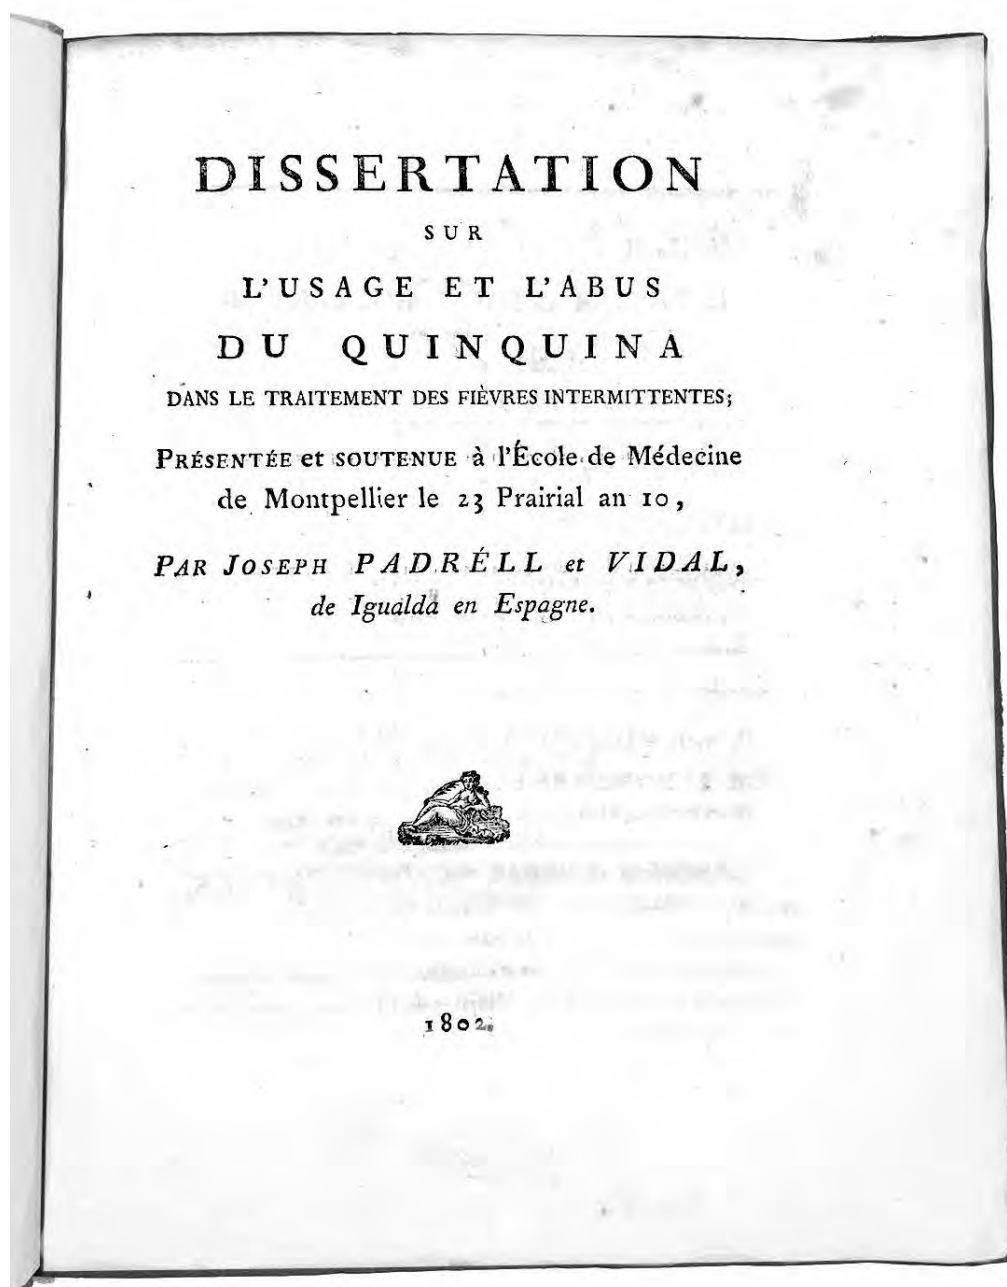 DISSERTATION
SUR
L'USAGE ET L'ABUS
DU QUINQUINA
DANS LE TRAITEMENT DES FIÈVRES INTERMITTENTES;
PRÉSENTÉE et SOUTENUE à l'École de Médecine
de Montpellier le 23 Prairial an 10,
PAR JOSEPH PADRÉLL et VIDAL,
de Igualda en Espagne.
1802.